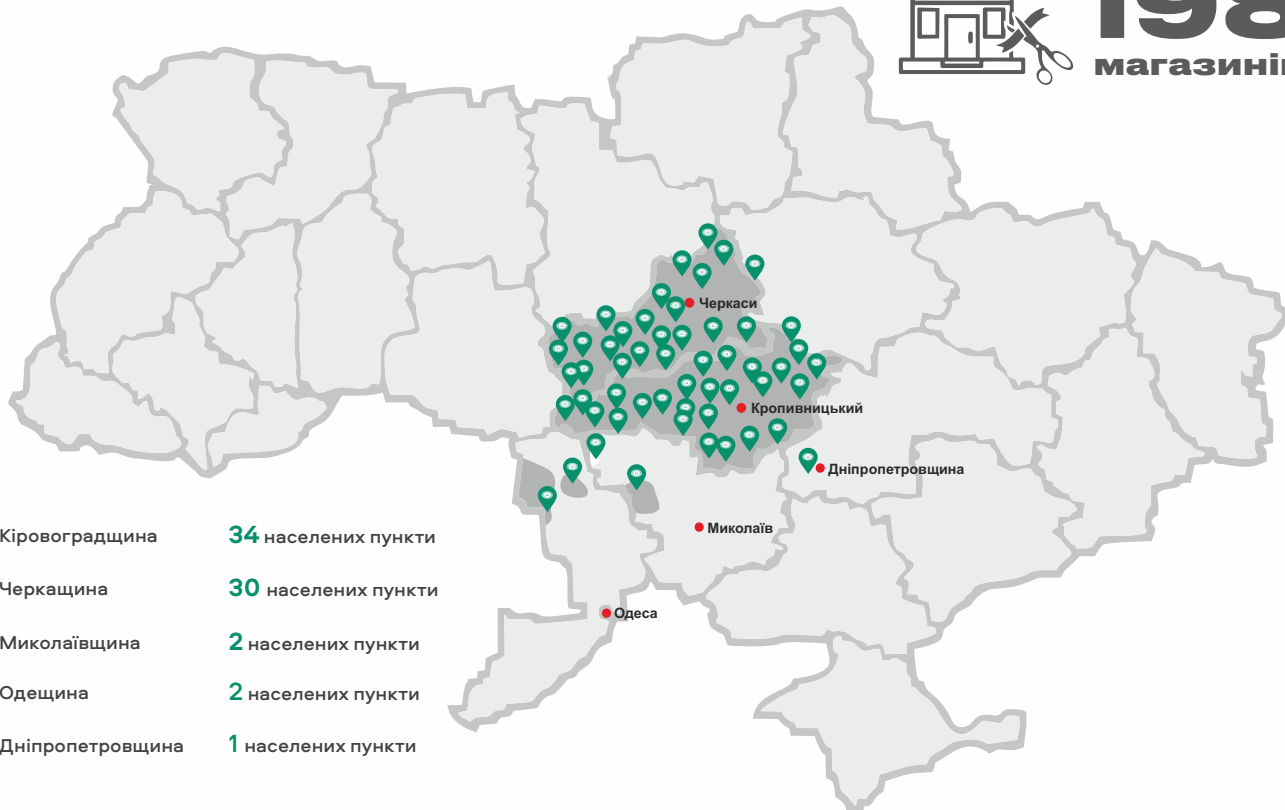 198
магазинів
Черкаси
Кропивницький
Дніпропетровщина
Миколаїв
Одеса
Кіровоградщина 34 населених пункти
Черкащина 30 населених пункти
Миколаївщина 2 населених пункти
Одещина 2 населених пункти
Дніпропетровщина 1 населених пункти